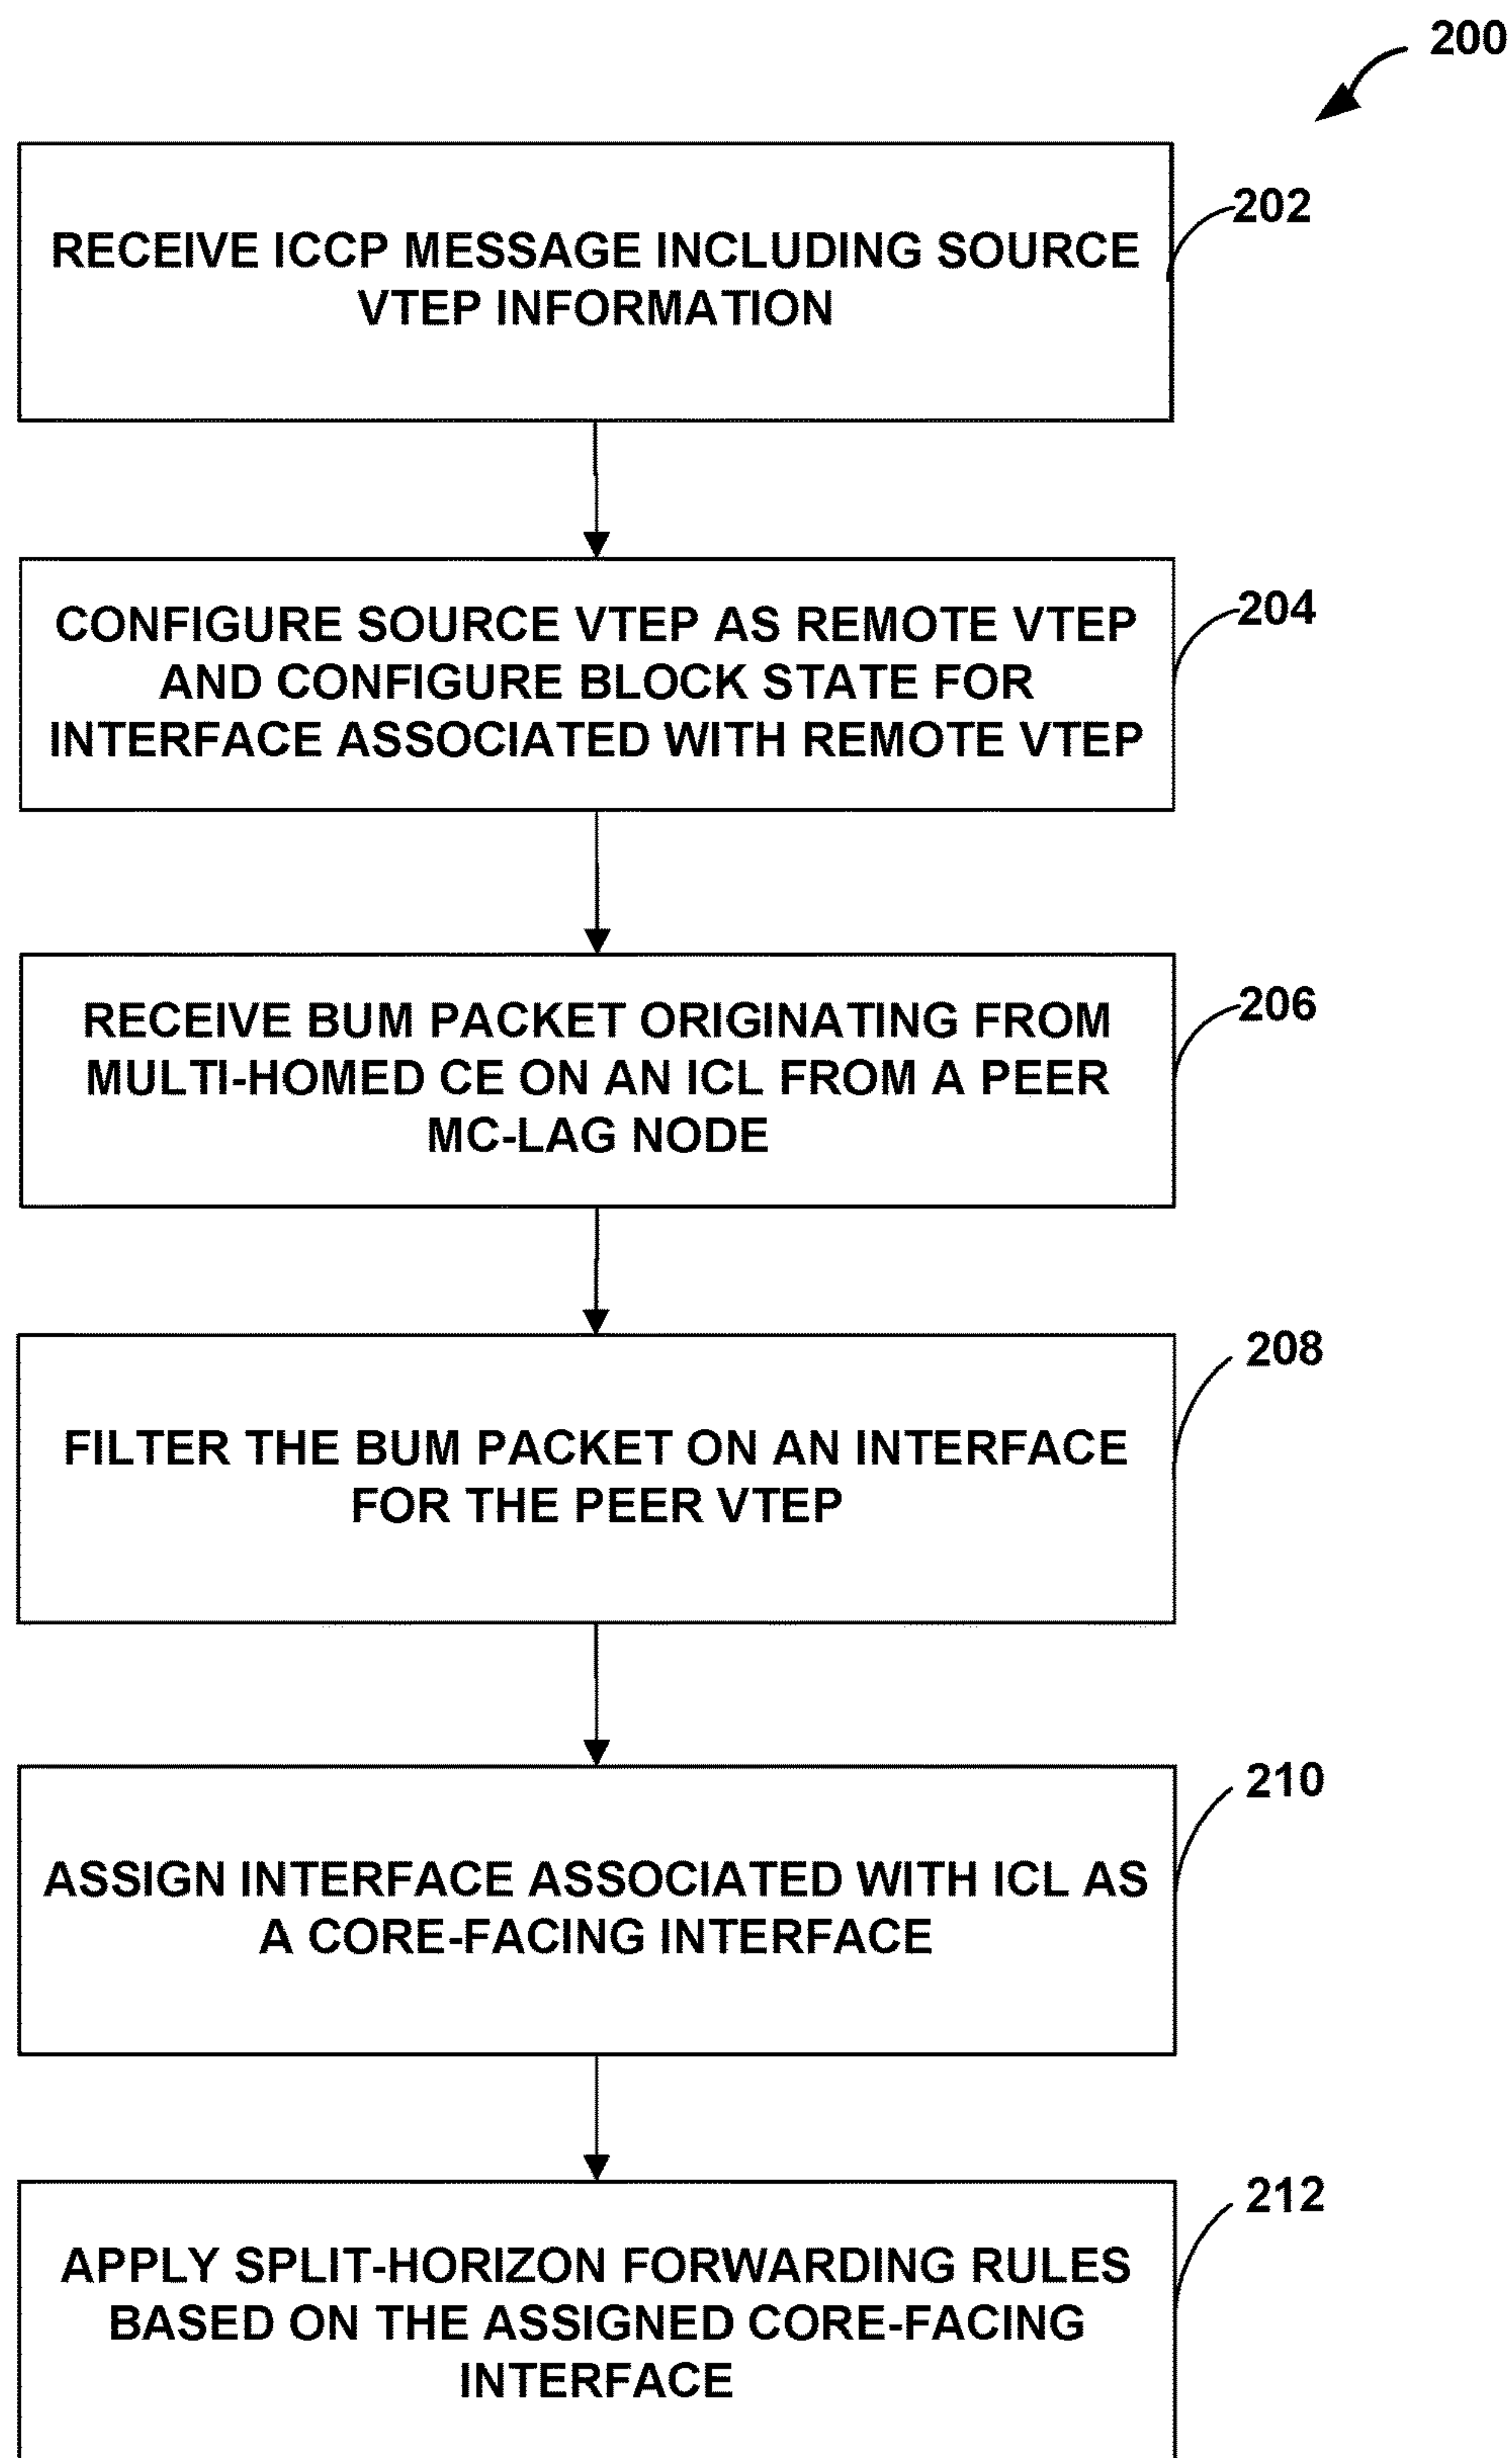 200
RECEIVE ICCP MESSAGE INCLUDING SOURCE
VTEP INFORMATION
202
CONFIGURE SOURCE VTEP AS REMOTE VTEP
AND CONFIGURE BLOCK STATE FOR
INTERFACE ASSOCIATED WITH REMOTE VTEP
204
RECEIVE BUM PACKET ORIGINATING FROM
MULTI-HOMED CE ON AN ICL FROM A PEER
MC-LAG NODE
206
FILTER THE BUM PACKET ON AN INTERFACE
FOR THE PEER VTEP
208
ASSIGN INTERFACE ASSOCIATED WITH ICL AS
A CORE-FACING INTERFACE
210
APPLY SPLIT-HORIZON FORWARDING RULES
BASED ON THE ASSIGNED CORE-FACING
INTERFACE
212